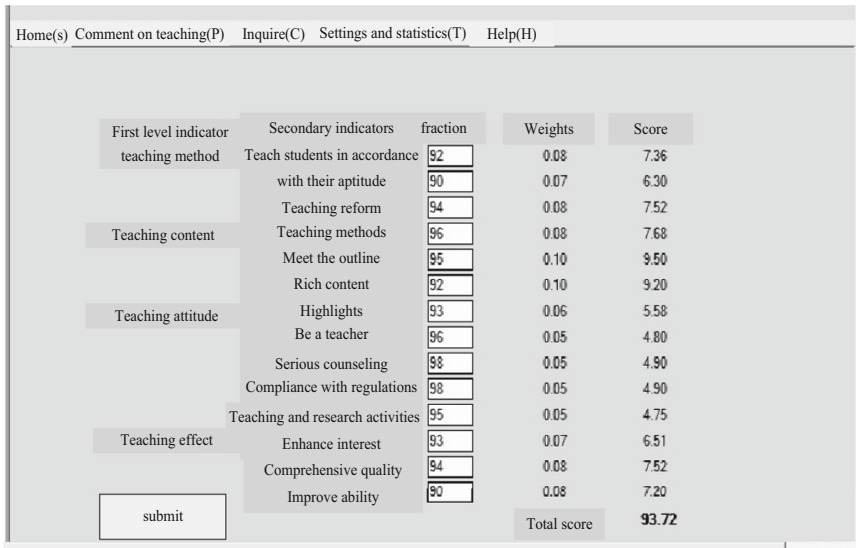 Home(s) Comment on teaching(P) Inquire(C) Settings and statistics(T) Help(H)
First level indicator Secondary indicators fraction Weights Score
teaching method Teach students in accordance 92 0.08 7.36
with their aptitude 90 0.07 6.30
Teaching reform 94 0.08 7.52
Teaching content Teaching methods 96 0.08 7.68
Meet the outline 95 0.10 9.50
Rich content 92 0.10 9.20
Teaching attitude Highlights 93 0.06 5.58
Be a teacher 96 0.05 4.80
Serious counseling 98 0.05 4.90
Compliance with regulations 98 0.05 4.90
Teaching and research activities 95 0.05 4.75
Teaching effect Enhance interest 93 0.07 6.51
Comprehensive quality 94 0.08 7.52
Improve ability 90 0.08 7.20
submit Total score 93.72